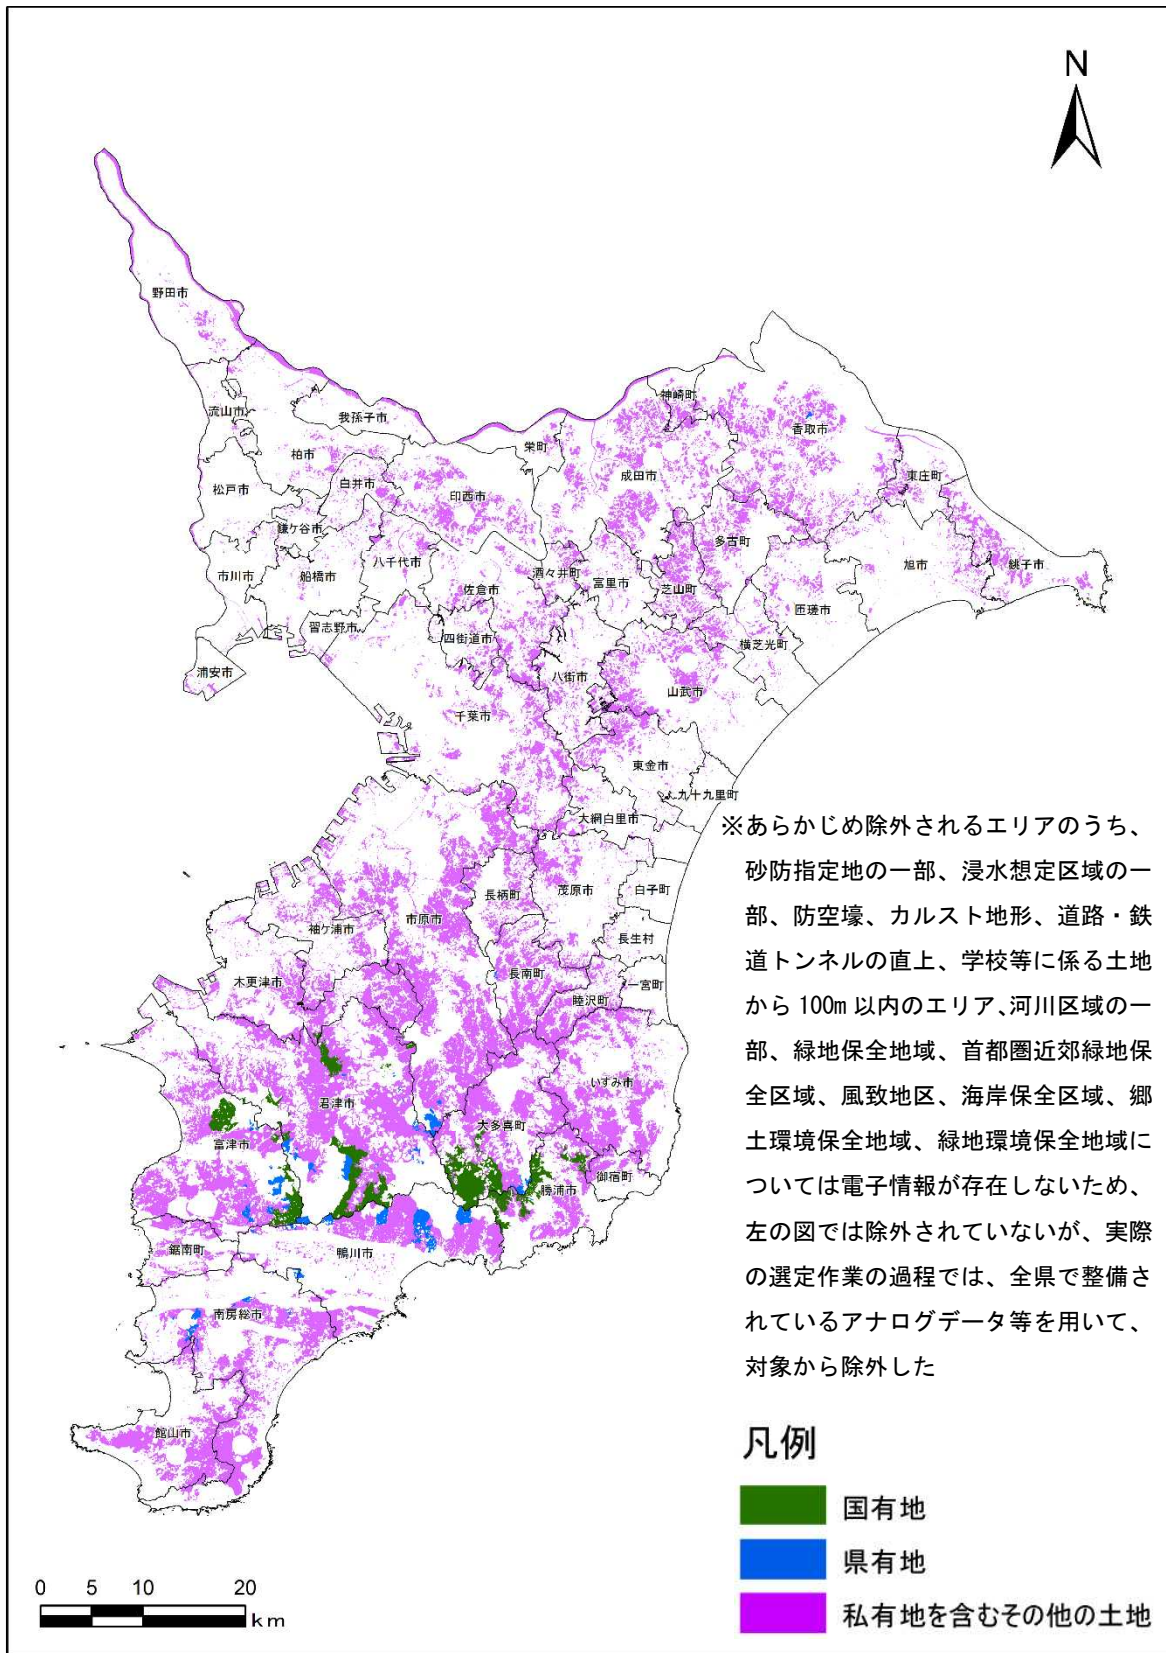 N
野田市
流山市
我孫子市
柏市
松戸市
白井市
鎌ケ谷市
市川市
船橋市
八千代市
習志野市
浦安市
印西市
栄町
成田市
神崎町
香取市
東庄町
銚子市
旭市
匝瑳市
多古町
芝山町
横芝光町
富里市
酒々井町
佐倉市
四街道市
八街市
山武市
千葉市
東金市
九十九里町
大網白里市
茂原市
白子町
長柄町
長生村
市原市
袖ケ浦市
木更津市
長南町
一宮町
睦沢町
いすみ市
君津市
大多喜町
富津市
御宿町
勝浦市
鴨川市
鋸南町
南房総市
館山市
※あらかじめ除外されるエリアのうち、
砂防指定地の一部、浸水想定区域の一
部、防空壕、カルスト地形、道路・鉄
道トンネルの直上、学校等に係る土地
から100m以内のエリア、河川区域の一
部、緑地保全地域、首都圏近郊緑地保
全区域、風致地区、海岸保全区域、郷
土環境保全地域、緑地環境保全地域に
ついては電子情報が存在しないため、
左の図では除外されていないが、実際
の選定作業の過程では、全県で整備さ
れているアナログデータ等を用いて、
対象から除外した
凡例
国有地
県有地
私有地を含むその他の土地
0 5 10 20
km